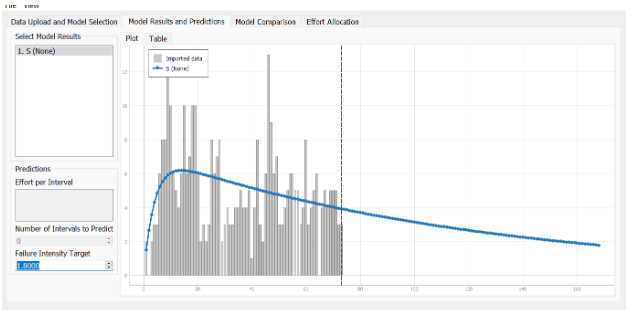 File View
Data Upload and Model Selection Model Results and Predictions Model Comparison Effort Allocation
Select Model Results
1. S (None)
Plot Table
Imported data
S (None)
12
10
8
6
4
2
0
0 20 40 60 80 100 120 140 160
Predictions
Effort per Interval
Number of Intervals to Predict
0
Failure Intensity Target
1.8000